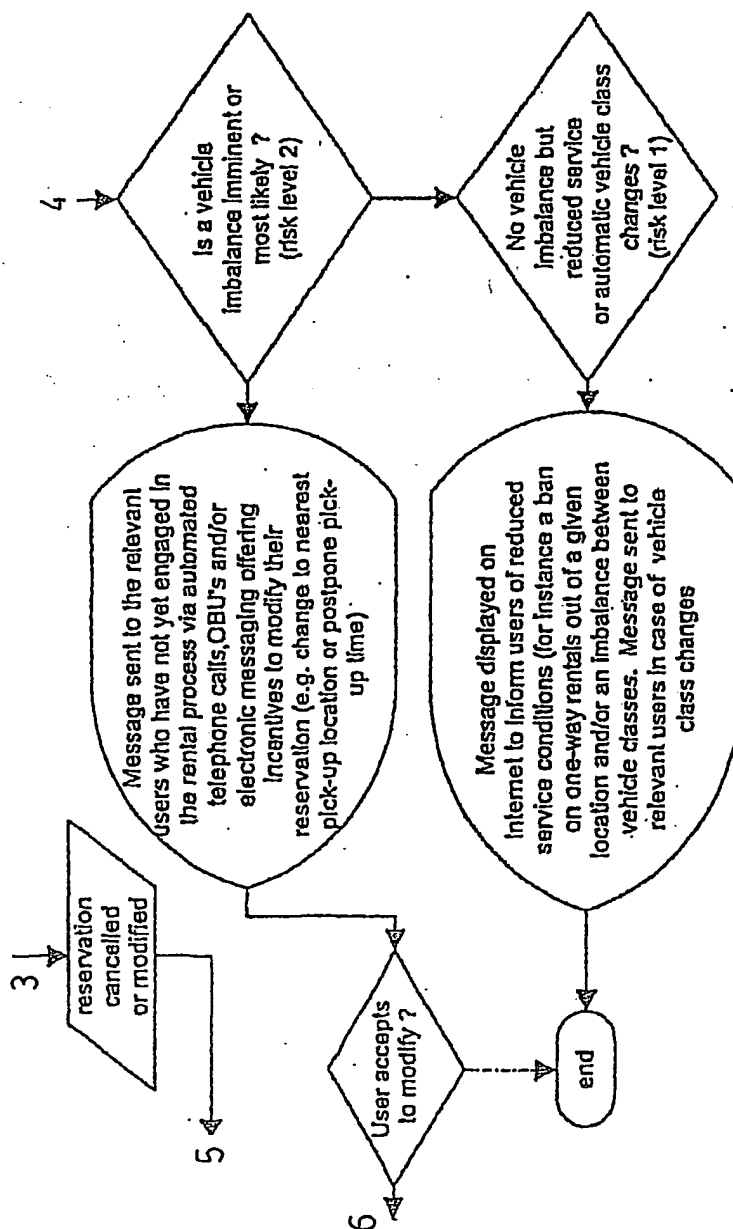 3
reservation
cancelled
or modified
5
4
Is a vehicle
imbalance imminent or
most likely ?
(risk level 2)
Message sent to the relevant
users who have not yet engaged in
the rental process via automated
telephone calls,OBU's and/or
electronic messaging offering
incentives to modify their
reservation (e.g. change to nearest
pick-up location or postpone pick-
up time)
User accepts
to modify ?
6
No vehicle
imbalance but
reduced service
or automatic vehicle class
changes ?
(risk level 1)
Message displayed on
Internet to inform users of reduced
service conditions (for instance a ban
on one-way rentals out of a given
location and/or an imbalance between
vehicle classes. Message sent to
relevant users in case of vehicle
class changes
end